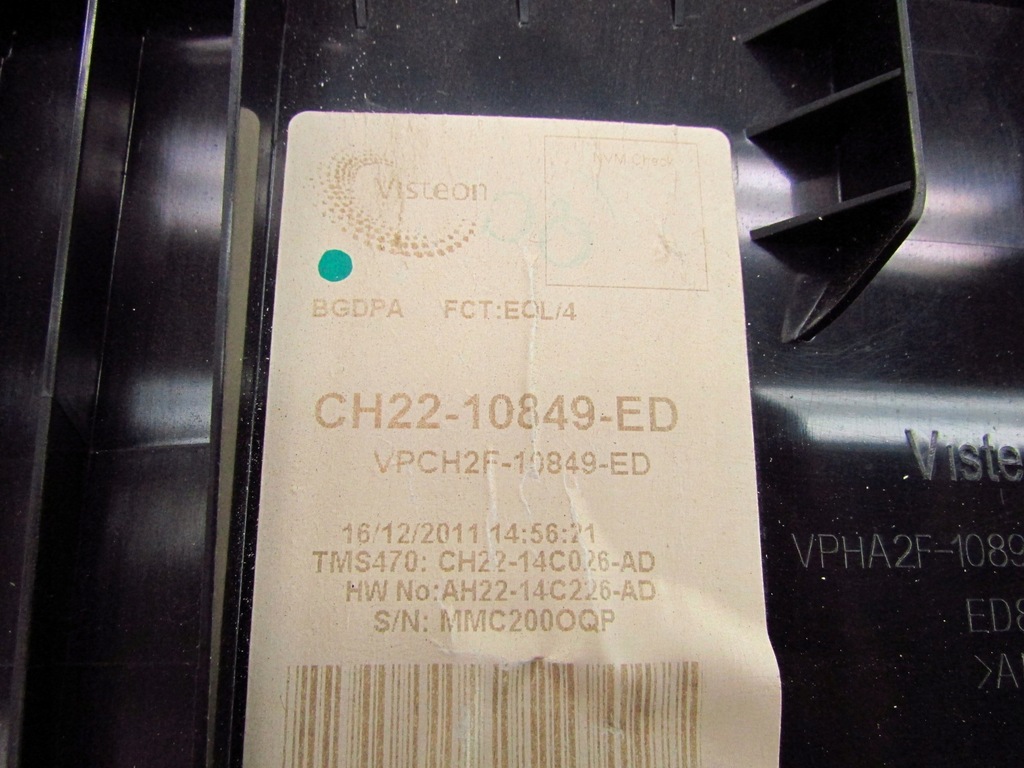 Visteon
NVM Check
BGDPA FCT:EOL/4
CH22-10849-ED
VPCH2F-10849-ED
16/12/2011 14:56:21
TMS470: CH22-14C026-AD
HW No:AH22-14C226-AD
S/N: MMC200OQP
Viste
VPHA2F-1089
ED8
>A